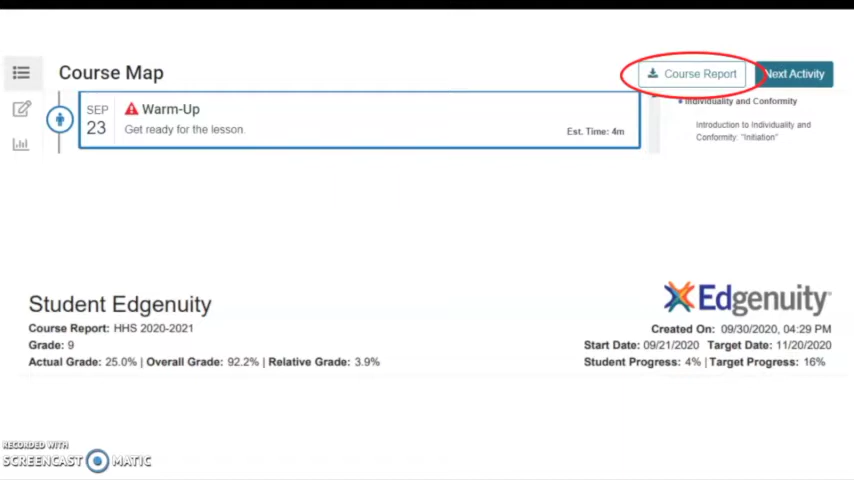 Course Map
Course Report
Next Activity
SEP
23
Warm-Up
Get ready for the lesson.
Est. Time: 4m
Individuality and Conformity
Introduction to Individuality and
Conformity: "Initiation"
Student Edgenuity
Course Report: HHS 2020-2021
Grade: 9
Actual Grade: 25.0% | Overall Grade: 92.2% | Relative Grade: 3.9%
Edgenuity
Created On: 09/30/2020, 04:29 PM
Start Date: 09/21/2020 Target Date: 11/20/2020
Student Progress: 4% | Target Progress: 16%
RECORDED WITH
SCREENCAST MATIC